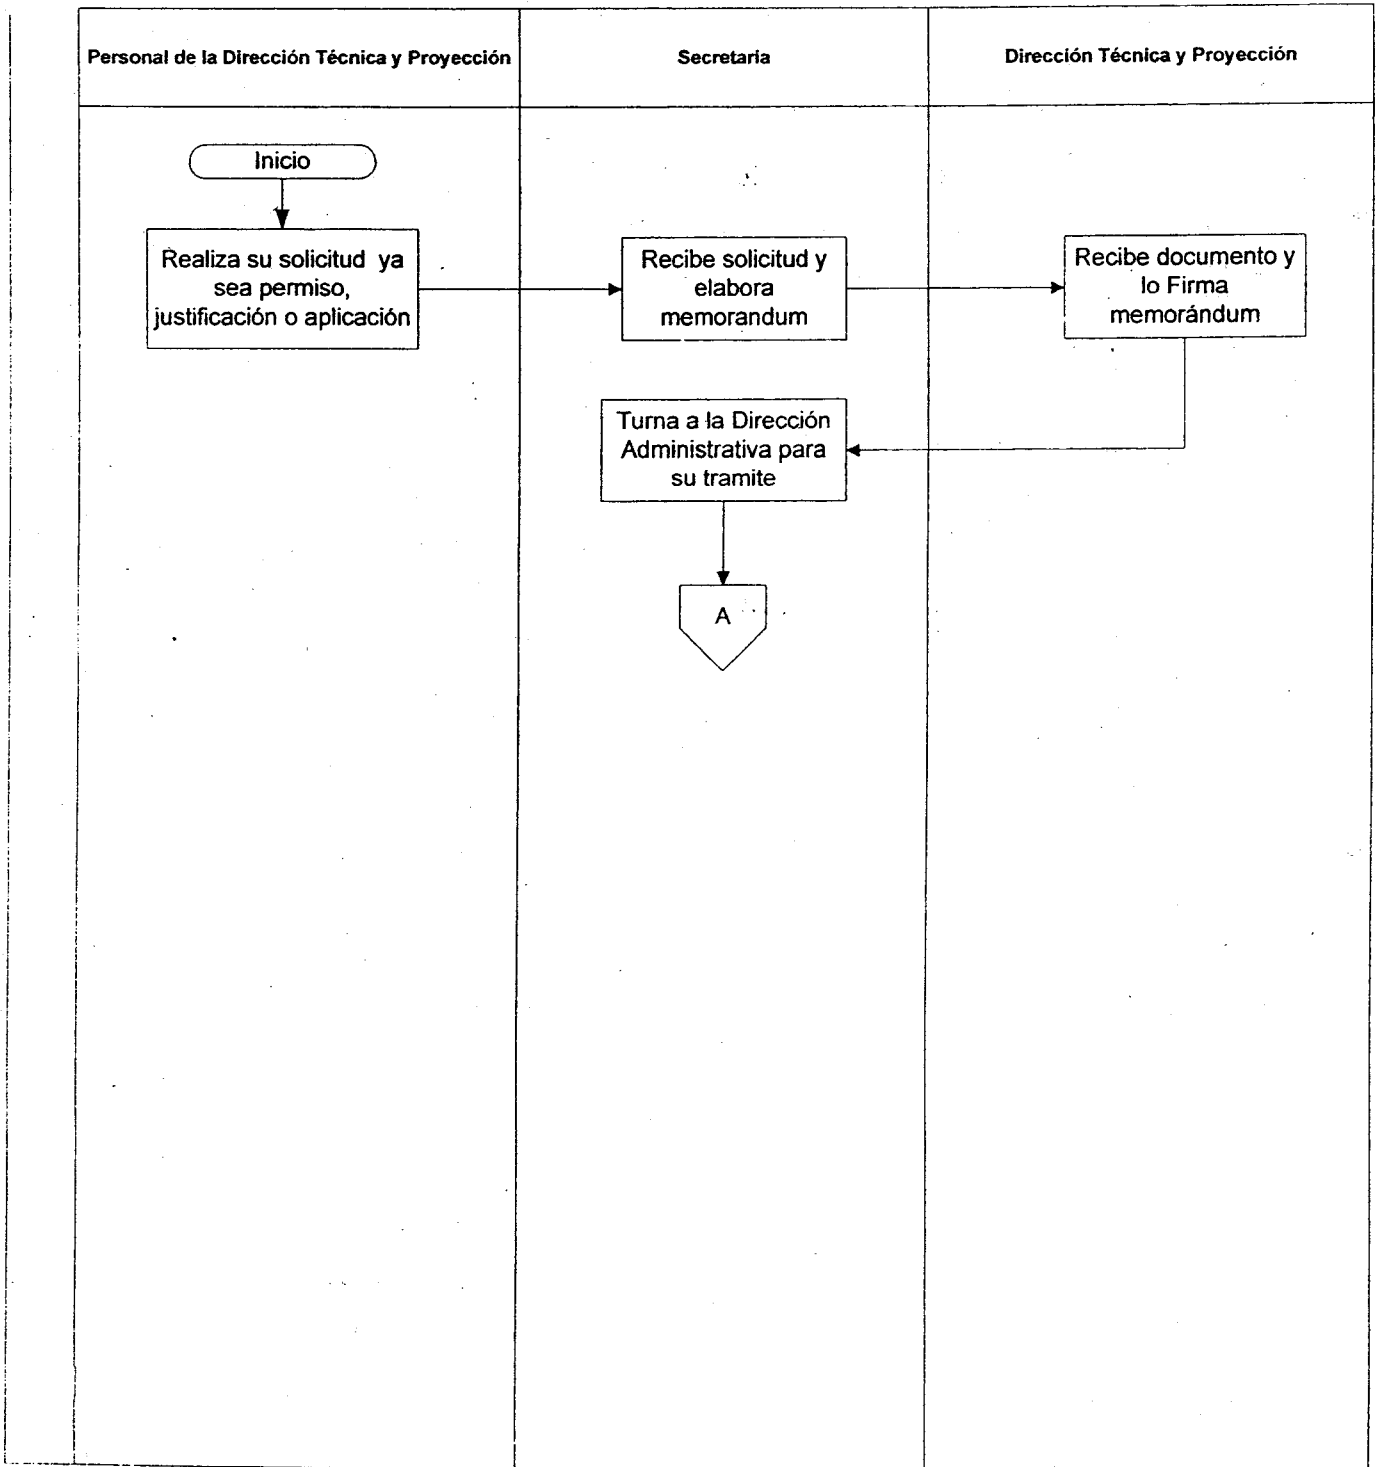 Personal de la Dirección Técnica y Proyección
Secretaria
Dirección Técnica y Proyección
Inicio
Realiza su solicitud ya
sea permiso,
justificación o aplicación
Recibe solicitud y
elabora
memorandum
Recibe documento y
lo Firma
memorándum
Turna a la Dirección
Administrativa para
su tramite
A